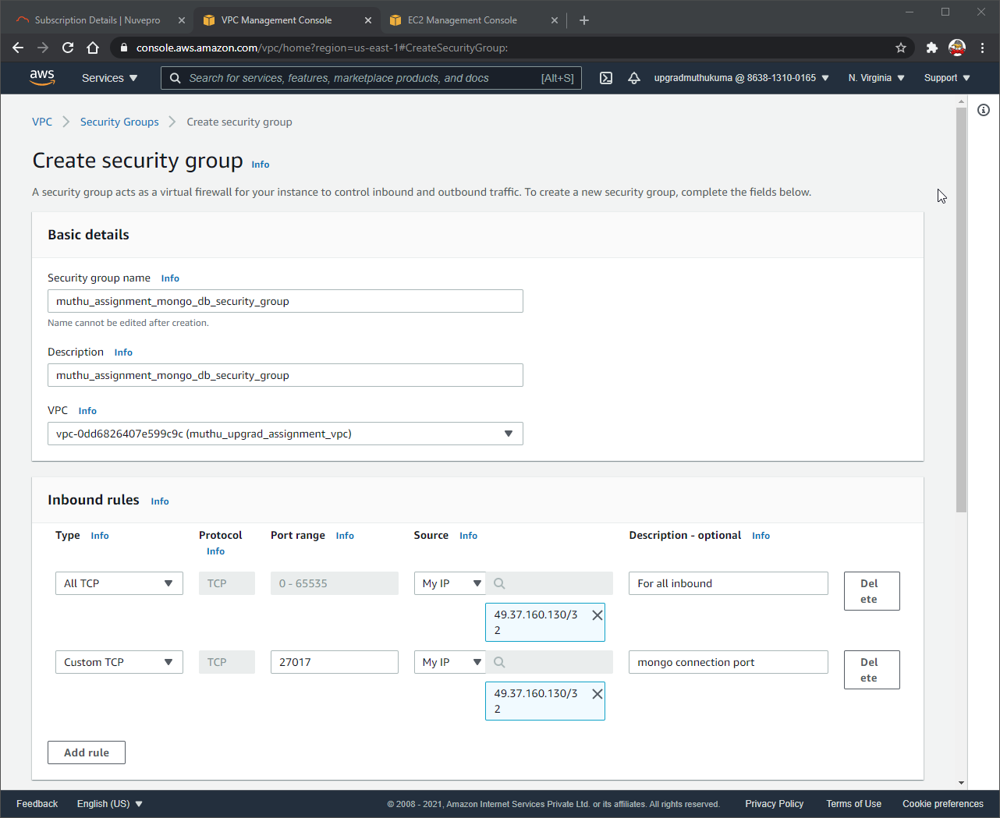 Subscription Details | Nuvepro
VPC Management Console
EC2 Management Console
console.aws.amazon.com/vpc/home?region=us-east-1#CreateSecurityGroup:
aws
Services
Search for services, features, marketplace products, and docs
[Alt+S]
upgradmuthukuma @ 8638-1310-0165
N. Virginia
Support
VPC
Security Groups
Create security group
Create security group Info
A security group acts as a virtual firewall for your instance to control inbound and outbound traffic. To create a new security group, complete the fields below.
Basic details
Security group name Info
muthu_assignment_mongo_db_security_group
Name cannot be edited after creation.
Description Info
muthu_assignment_mongo_db_security_group
VPC Info
vpc-0dd6826407e599c9c (muthu_upgrad_assignment_vpc)
Inbound rules Info
Type Info
Protocol
Info
Port range Info
Source Info
Description - optional Info
All TCP
TCP
0 - 65535
My IP
49.37.160.130/3
2
For all inbound
Del
ete
Custom TCP
TCP
27017
My IP
49.37.160.130/3
2
mongo connection port
Del
ete
Add rule
Feedback
English (US)
© 2008 - 2021, Amazon Internet Services Private Ltd. or its affiliates. All rights reserved.
Privacy Policy
Terms of Use
Cookie preferences